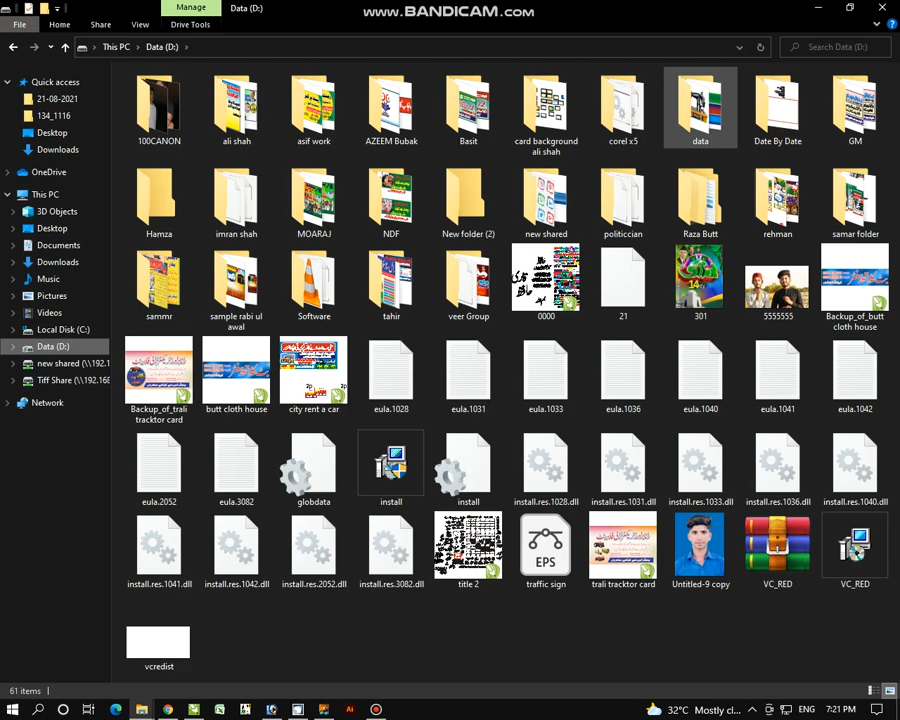 Manage
Data (D:)
www.BANDICAM.com
File
Home
Share
View
Drive Tools
This PC
Data (D:)
Search Data (D:)
Quick access
21-08-2021
134_1116
Desktop
Downloads
OneDrive
This PC
3D Objects
Desktop
Documents
Downloads
Music
Pictures
Videos
Local Disk (C:)
Data (D:)
new shared (\\192.1
Tiff Share (\\192.168
Network
100CANON
ali shah
asif work
AZEEM Bubak
Basit
card background
ali shah
corel x5
data
Date By Date
GM
Hamza
imran shah
MOARAJ
NDF
New folder (2)
new shared
politiccian
Raza Butt
rehman
samar folder
sammr
sample rabi ul
awal
Software
tahir
veer Group
0000
21
301
5555555
Backup_of_butt
cloth house
Backup_of_trali
tracktor card
butt cloth house
city rent a car
eula.1028
eula.1031
eula.1033
eula.1036
eula.1040
eula.1041
eula.1042
eula.2052
eula.3082
globdata
install
install
install.res.1028.dll
install.res.1031.dll
install.res.1033.dll
install.res.1036.dll
install.res.1040.dll
install.res.1041.dll
install.res.1042.dll
install.res.2052.dll
install.res.3082.dll
title 2
EPS
traffic sign
trali tracktor card
Untitled-9 copy
VC_RED
VC_RED
vcredist
61 items
32°C
Mostly cl...
ENG
7:21 PM